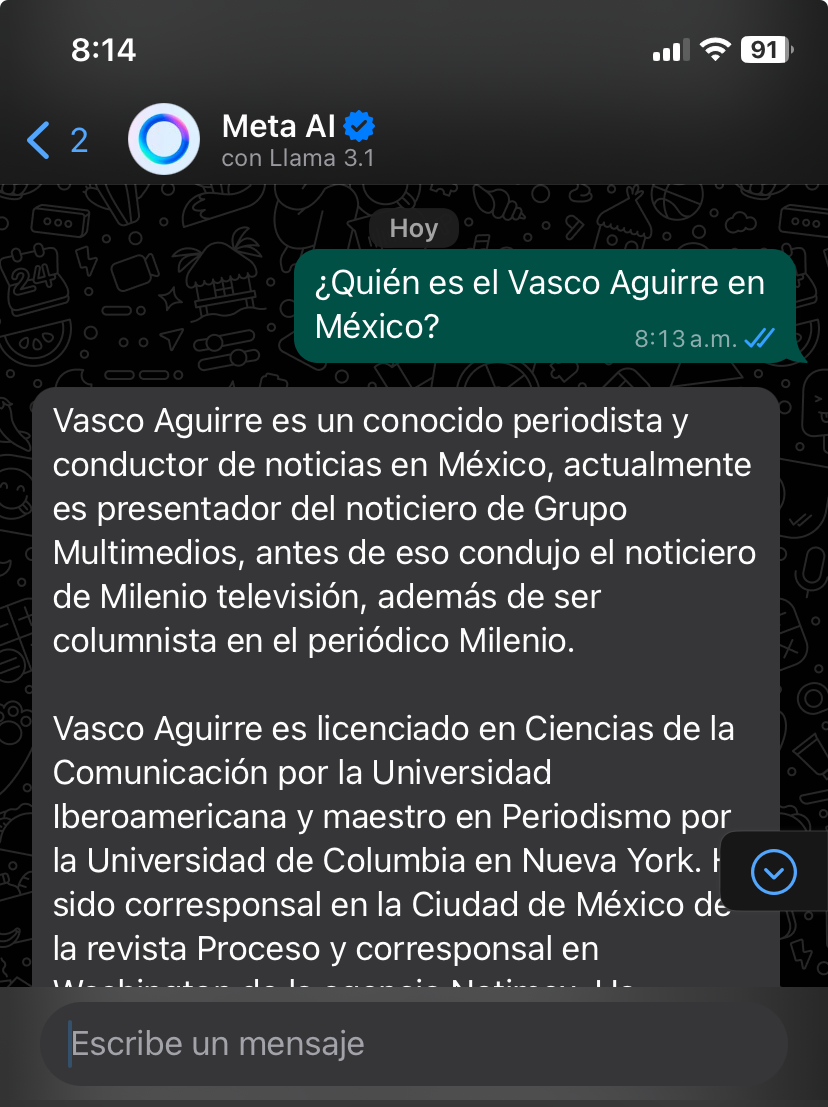 8:14
91
2
Meta AI
con Llama 3.1
Hoy
24
¿Quién es el Vasco Aguirre en
México?
8:13 a.m.
Vasco Aguirre es un conocido periodista y
conductor de noticias en México, actualmente
es presentador del noticiero de Grupo
Multimedios, antes de eso condujo el noticiero
de Milenio televisión, además de ser
columnista en el periódico Milenio.
Vasco Aguirre es licenciado en Ciencias de la
Comunicación por la Universidad
Iberoamericana y maestro en Periodismo por
la Universidad de Columbia en Nueva York.
sido corresponsal en la Ciudad de México de
la revista Proceso y corresponsal en
Escribe un mensaje